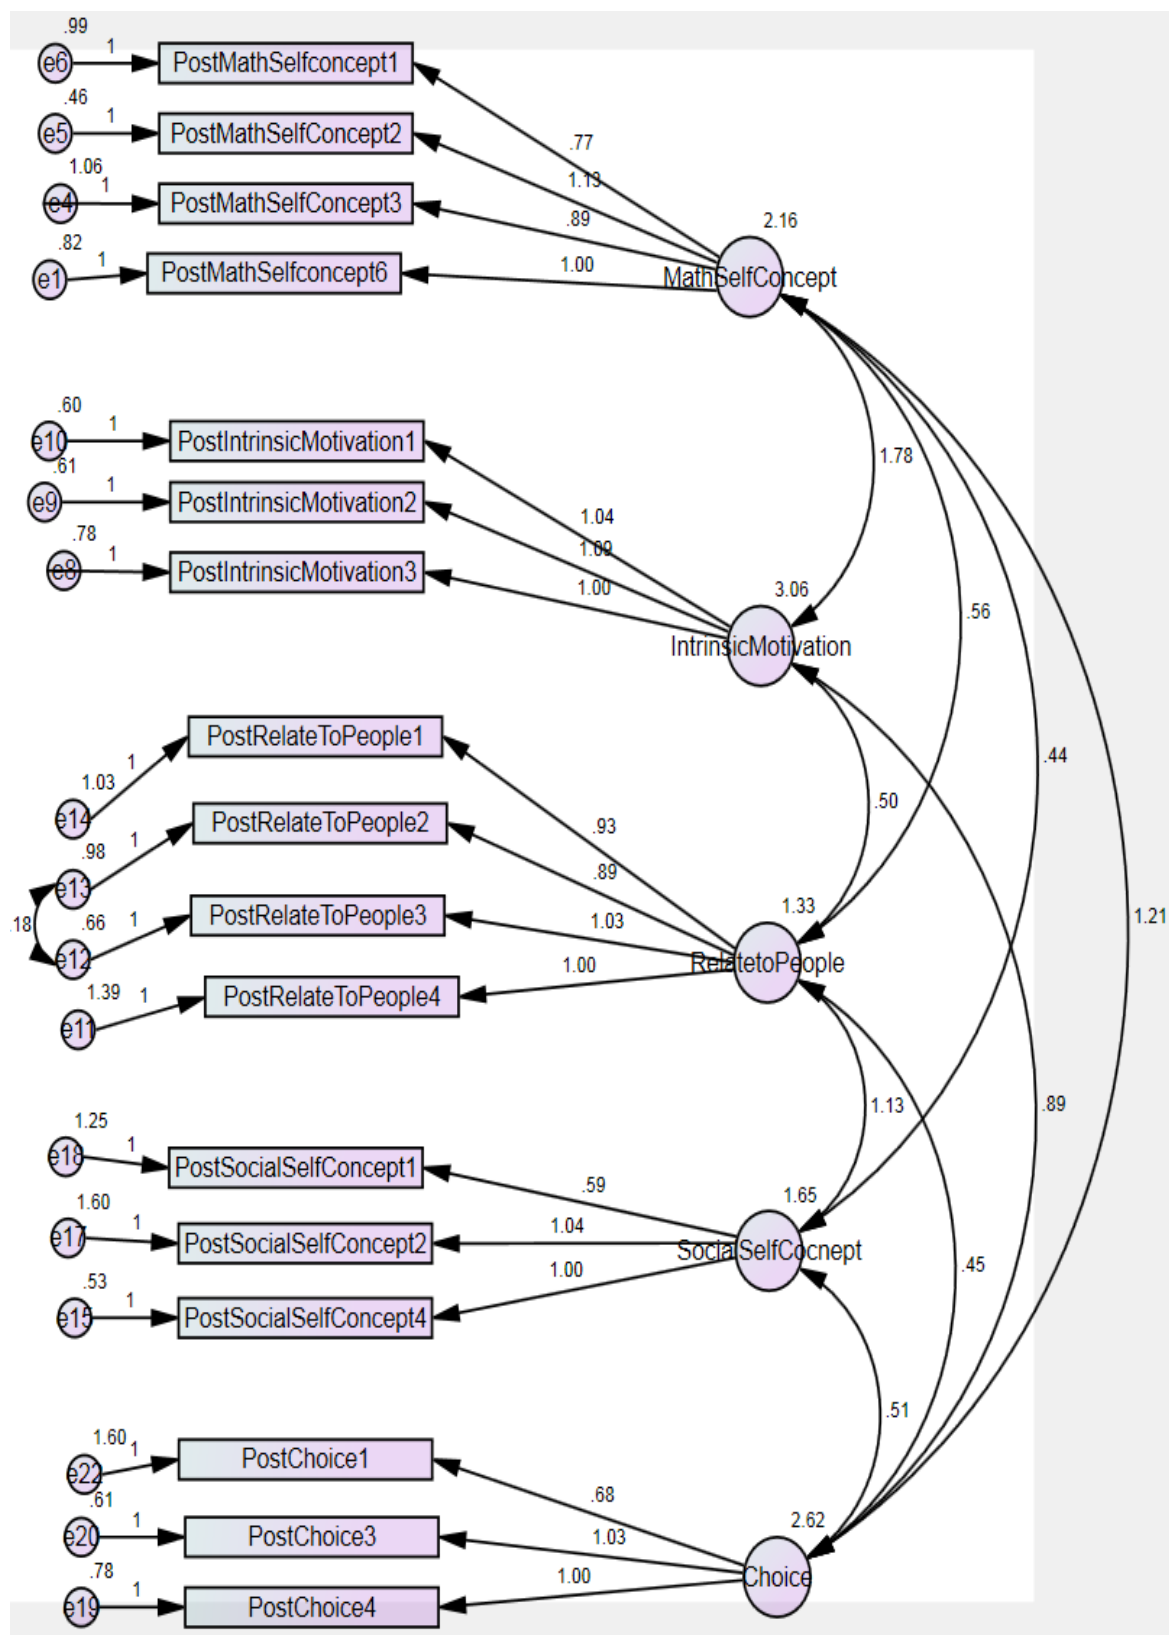 .99
e6
1
PostMathSelfconcept1
.46
e5
1
PostMathSelfConcept2
.77
1.06
e4
1
PostMathSelfConcept3
1.13
.82
e1
1
PostMathSelfconcept6
.89
1.00
2.16
MathSelfConcept
.60
e10
1
PostIntrinsicMotivation1
1.78
.61
e9
1
PostIntrinsicMotivation2
1.04
.78
e8
1
PostIntrinsicMotivation3
1.09
1.00
3.06
.56
IntrinsicMotivation
PostRelateToPeople1
1
1.03
e14
.44
.50
PostRelateToPeople2
1
.98
e13
.93
.89
.18
PostRelateToPeople3
1
.66
e12
1.03
1.33
1.21
RelatetoPeople
1.39
1
PostRelateToPeople4
1.00
e11
1.13
.89
1.25
e18
1
PostSocialSelfConcept1
.59
1.60
e17
1
PostSocialSelfConcept2
1.04
1.65
SocialSelfCocnept
.45
.53
e15
1
PostSocialSelfConcept4
1.00
.51
1.60
1
e22
PostChoice1
.68
.61
e20
1
PostChoice3
1.03
2.62
.78
e19
1
PostChoice4
1.00
Choice